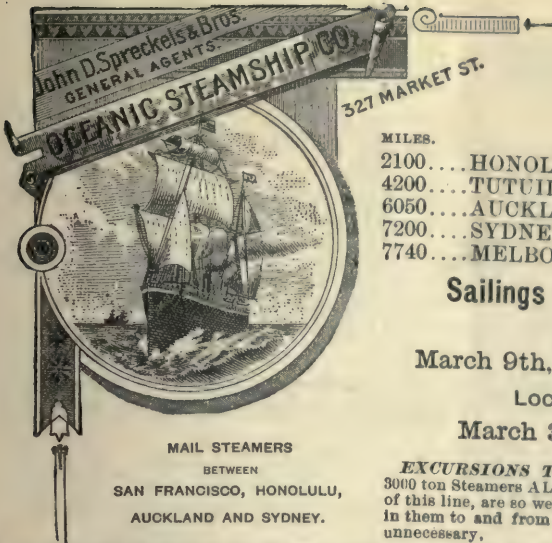 John D. Spreckels & Bros.
GENERAL AGENTS.
OCEANIC STEAMSHIP CO.
327 MARKET ST.
MAIL STEAMERS
BETWEEN
SAN FRANCISCO, HONOLULU,
AUCKLAND AND SYDNEY.
MILES.
2100....HONOL
4200....TUTUI
6050....AUCKL
7200....SYDNE
7740....MELBO
Sailings
March 9th,
Loc
March
EXCURSIONS T
3000 ton Steamers AL
of this line, are so we
in them to and from
unnecessary.